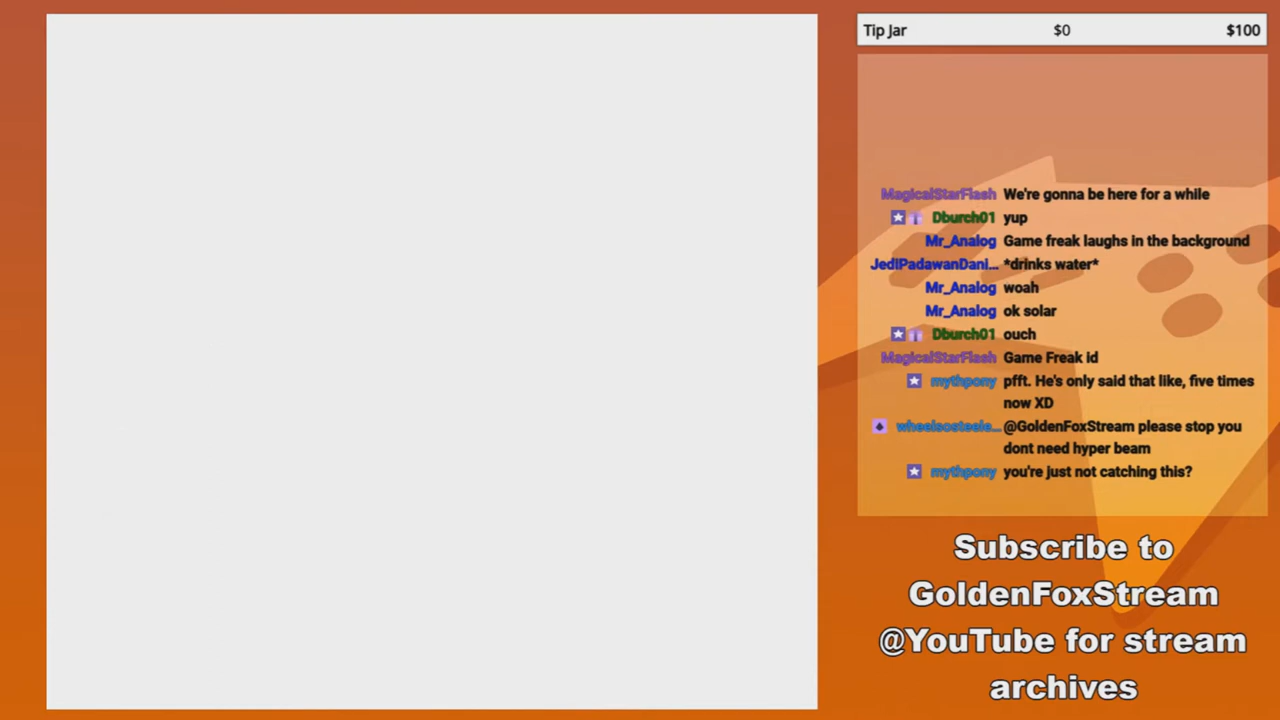 Tip Jar $0 $100
MagicalStarFlash We're gonna be here for a while
Dburch01 yup
Mr_Analog Game freak laughs in the background
JedIPadawanDani... *drinks water*
Mr_Analog woah
Mr_Analog ok solar
Dburch01 ouch
MagicalStarFlash Game Freak id
mythpony pfft. He's only said that like, five times
now XD
wheelsosteele... @GoldenFoxStream please stop you
dont need hyper beam
mythpony you're just not catching this?
Subscribe to
GoldenFoxStream
@YouTube for stream
archives